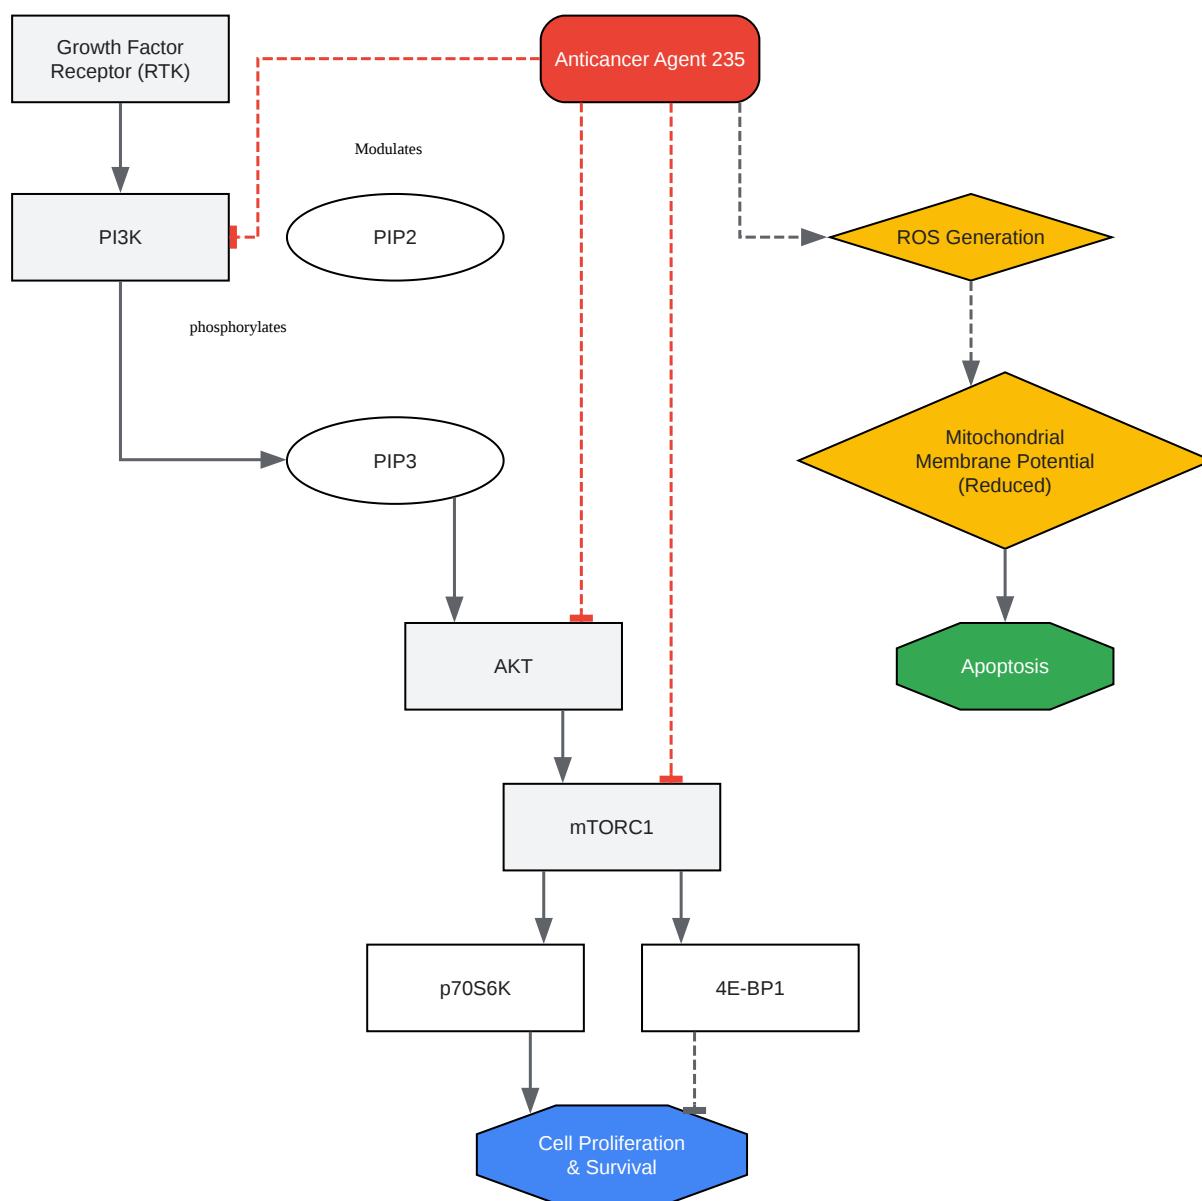 Growth Factor
Receptor (RTK)
Anticancer Agent 235
Modulates
PI3K
PIP2
ROS Generation
phosphorylates
PIP3
Mitochondrial
Membrane Potential
(Reduced)
AKT
Apoptosis
mTORC1
p70S6K
4E-BP1
Cell Proliferation
& Survival